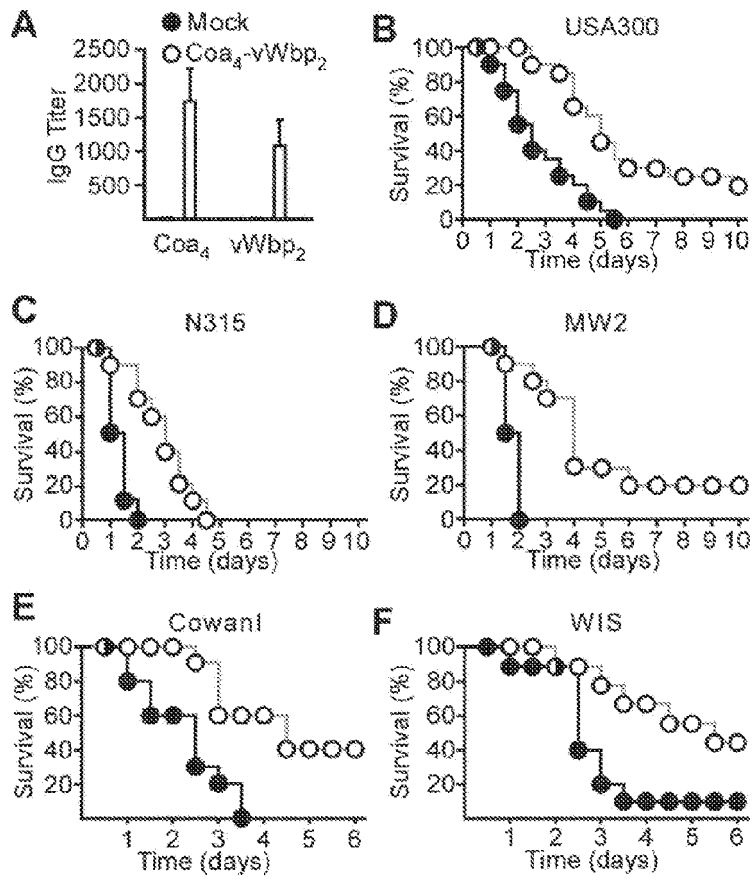 A
Mock
Coa4-vWbp2
IgG Titer
2500
2000
1500
1000
500
Coa4 vWbp2
B
USA300
Survival (%)
100
80
60
40
20
0
0 1 2 3 4 5 6 7 8 9 10
Time (days)
C
N315
Survival (%)
100
80
60
40
20
0
0 1 2 3 4 5 6 7 8 9 10
Time (days)
D
MW2
Survival (%)
100
80
60
40
20
0
0 1 2 3 4 5 6 7 8 9 10
Time (days)
E
CowanI
Survival (%)
100
80
60
40
20
1 2 3 4 5 6
Time (days)
F
WIS
Survival (%)
100
80
60
40
20
1 2 3 4 5 6
Time (days)